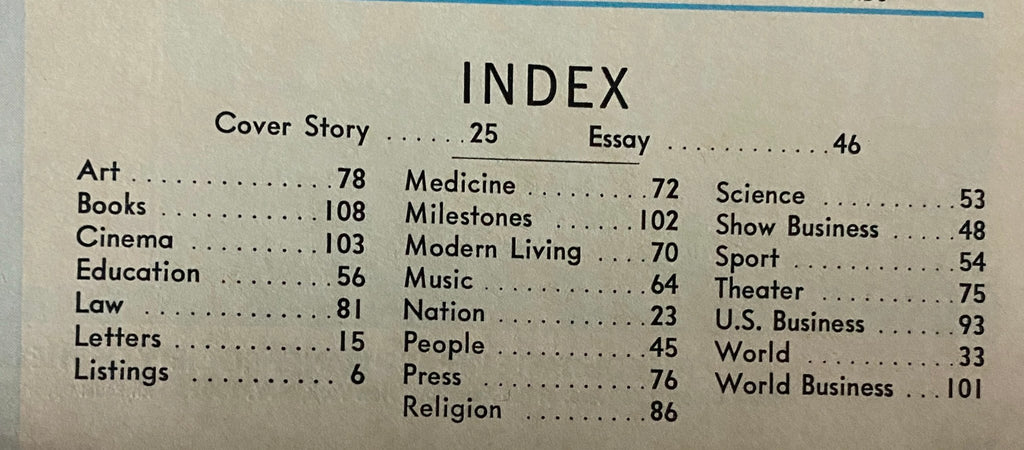 INDEX
Cover Story ......25 Essay ............46
Art ..............78
Books ............108
Cinema ..........103
Education ........56
Law ..............81
Letters ...........15
Listings .......... 6
Medicine .........72
Milestones ......102
Modern Living ....70
Music ............64
Nation ...........23
People ...........45
Press ............76
Religion .........86
Science ..........53
Show Business .....48
Sport ............54
Theater ..........75
U.S. Business ......93
World ...........33
World Business ...101